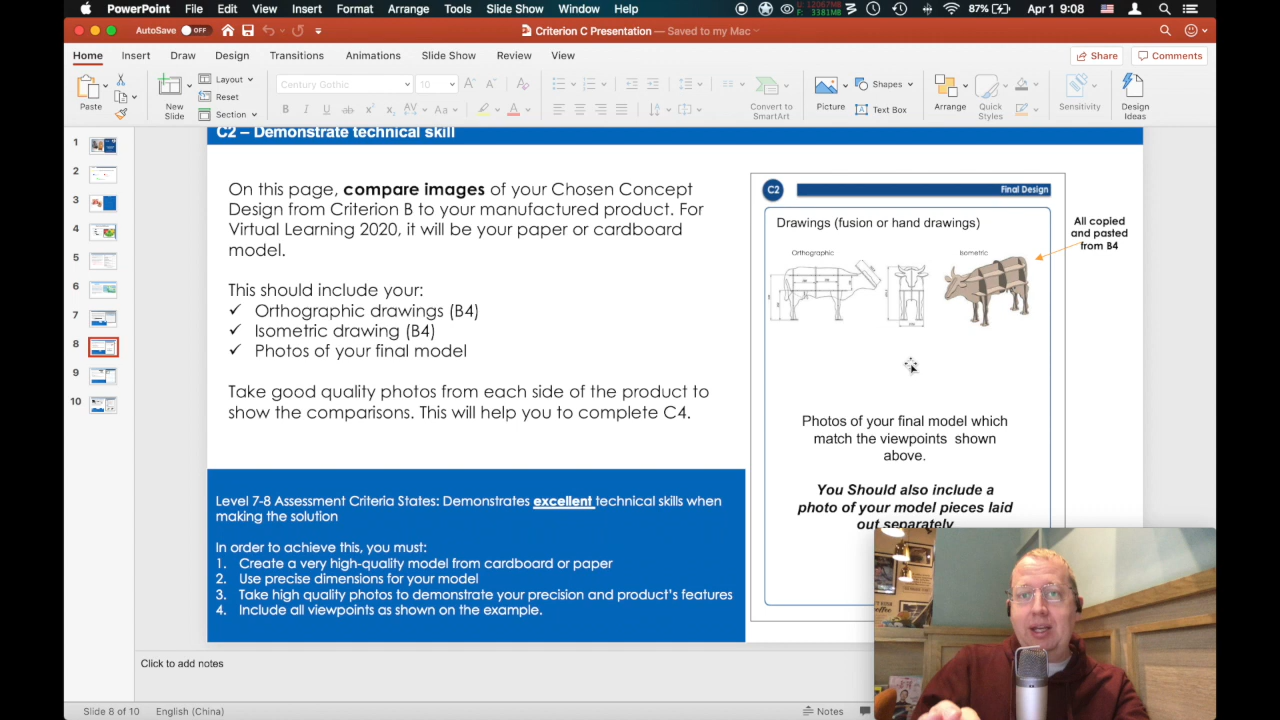 PowerPoint File Edit View Insert Format Arrange Tools Slide Show Window Help
U: 12067MB
F: 3381MB
87% Apr 1 9:08
AutoSave OFF
Criterion C Presentation — Saved to my Mac
Home Insert Draw Design Transitions Animations Slide Show Review View
Share Comments
Paste
New Slide
Layout
Reset
Section
Century Gothic 10
Convert to SmartArt
Picture
Shapes
Text Box
Arrange
Quick Styles
Sensitivity
Design Ideas
1
2
3
4
5
6
7
8
9
10
C2 – Demonstrate technical skill
On this page, compare images of your Chosen Concept
Design from Criterion B to your manufactured product. For
Virtual Learning 2020, it will be your paper or cardboard
model.
This should include your:
✓ Orthographic drawings (B4)
✓ Isometric drawing (B4)
✓ Photos of your final model
Take good quality photos from each side of the product to
show the comparisons. This will help you to complete C4.
Level 7-8 Assessment Criteria States: Demonstrates excellent technical skills when
making the solution
In order to achieve this, you must:
1. Create a very high-quality model from cardboard or paper
2. Use precise dimensions for your model
3. Take high quality photos to demonstrate your precision and product's features
4. Include all viewpoints as shown on the example.
C2
Final Design
Drawings (fusion or hand drawings)
Orthographic
Isometric
All copied
and pasted
from B4
Photos of your final model which
match the viewpoints shown
above.
You Should also include a
photo of your model pieces laid
out separately
Click to add notes
Slide 8 of 10 English (China)
Notes